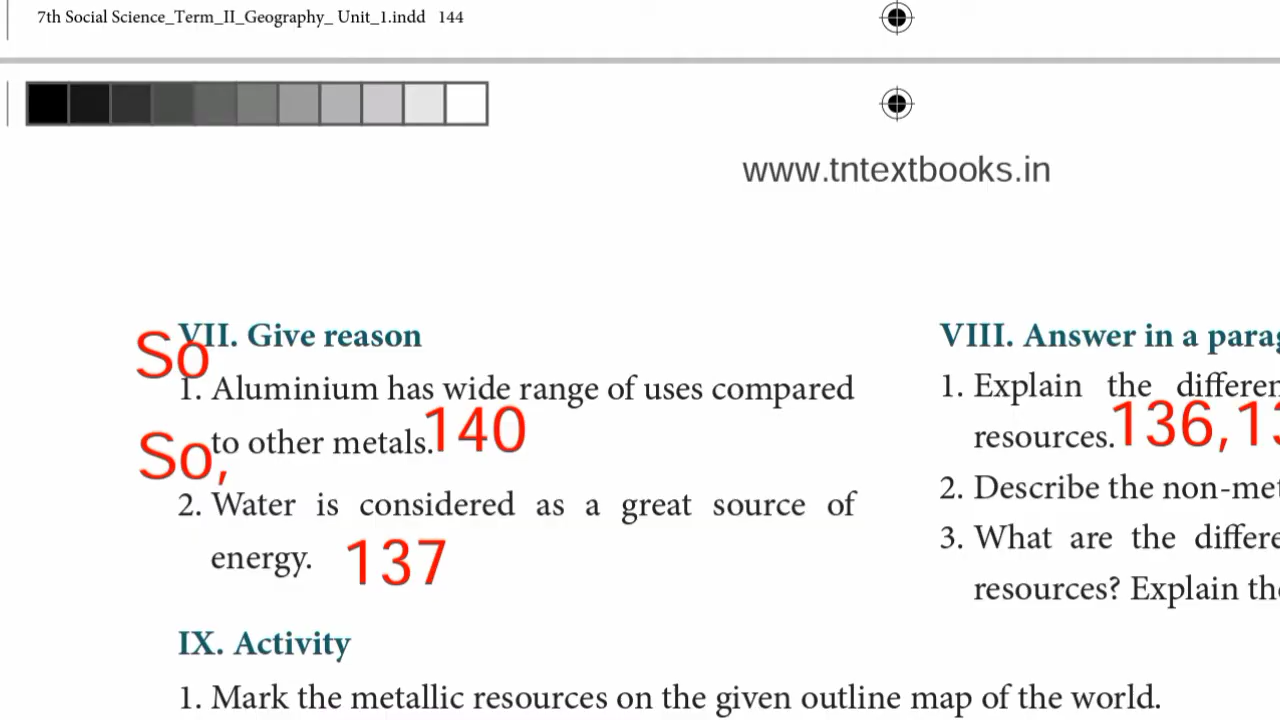 7th Social Science_Term_II_Geography_ Unit_1.indd 144
www.tntextbooks.in
VII. Give reason
So
1. Aluminium has wide range of uses compared
to other metals. 140
So,
2. Water is considered as a great source of
energy. 137
VIII. Answer in a para
1. Explain the differen
resources. 136,13
2. Describe the non-met
3. What are the differe
resources? Explain the
IX. Activity
1. Mark the metallic resources on the given outline map of the world.